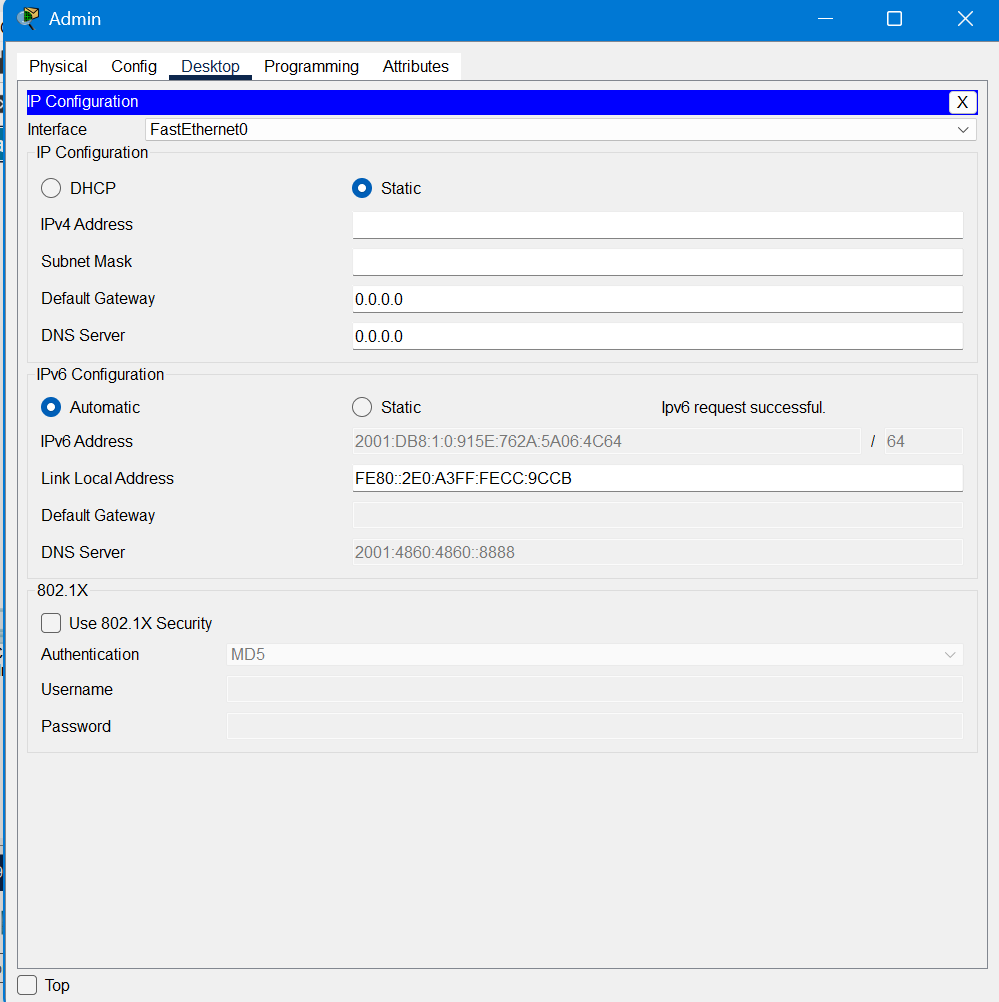 Admin
Physical Config Desktop Programming Attributes
IP Configuration X
Interface FastEthernet0
IP Configuration
DHCP Static
IPv4 Address
Subnet Mask
Default Gateway 0.0.0.0
DNS Server 0.0.0.0
IPv6 Configuration
Automatic Static Ipv6 request successful.
IPv6 Address 2001:DB8:1:0:915E:762A:5A06:4C64 / 64
Link Local Address FE80::2E0:A3FF:FECC:9CCB
Default Gateway
DNS Server 2001:4860:4860::8888
802.1X
Use 802.1X Security
Authentication MD5
Username
Password
Top